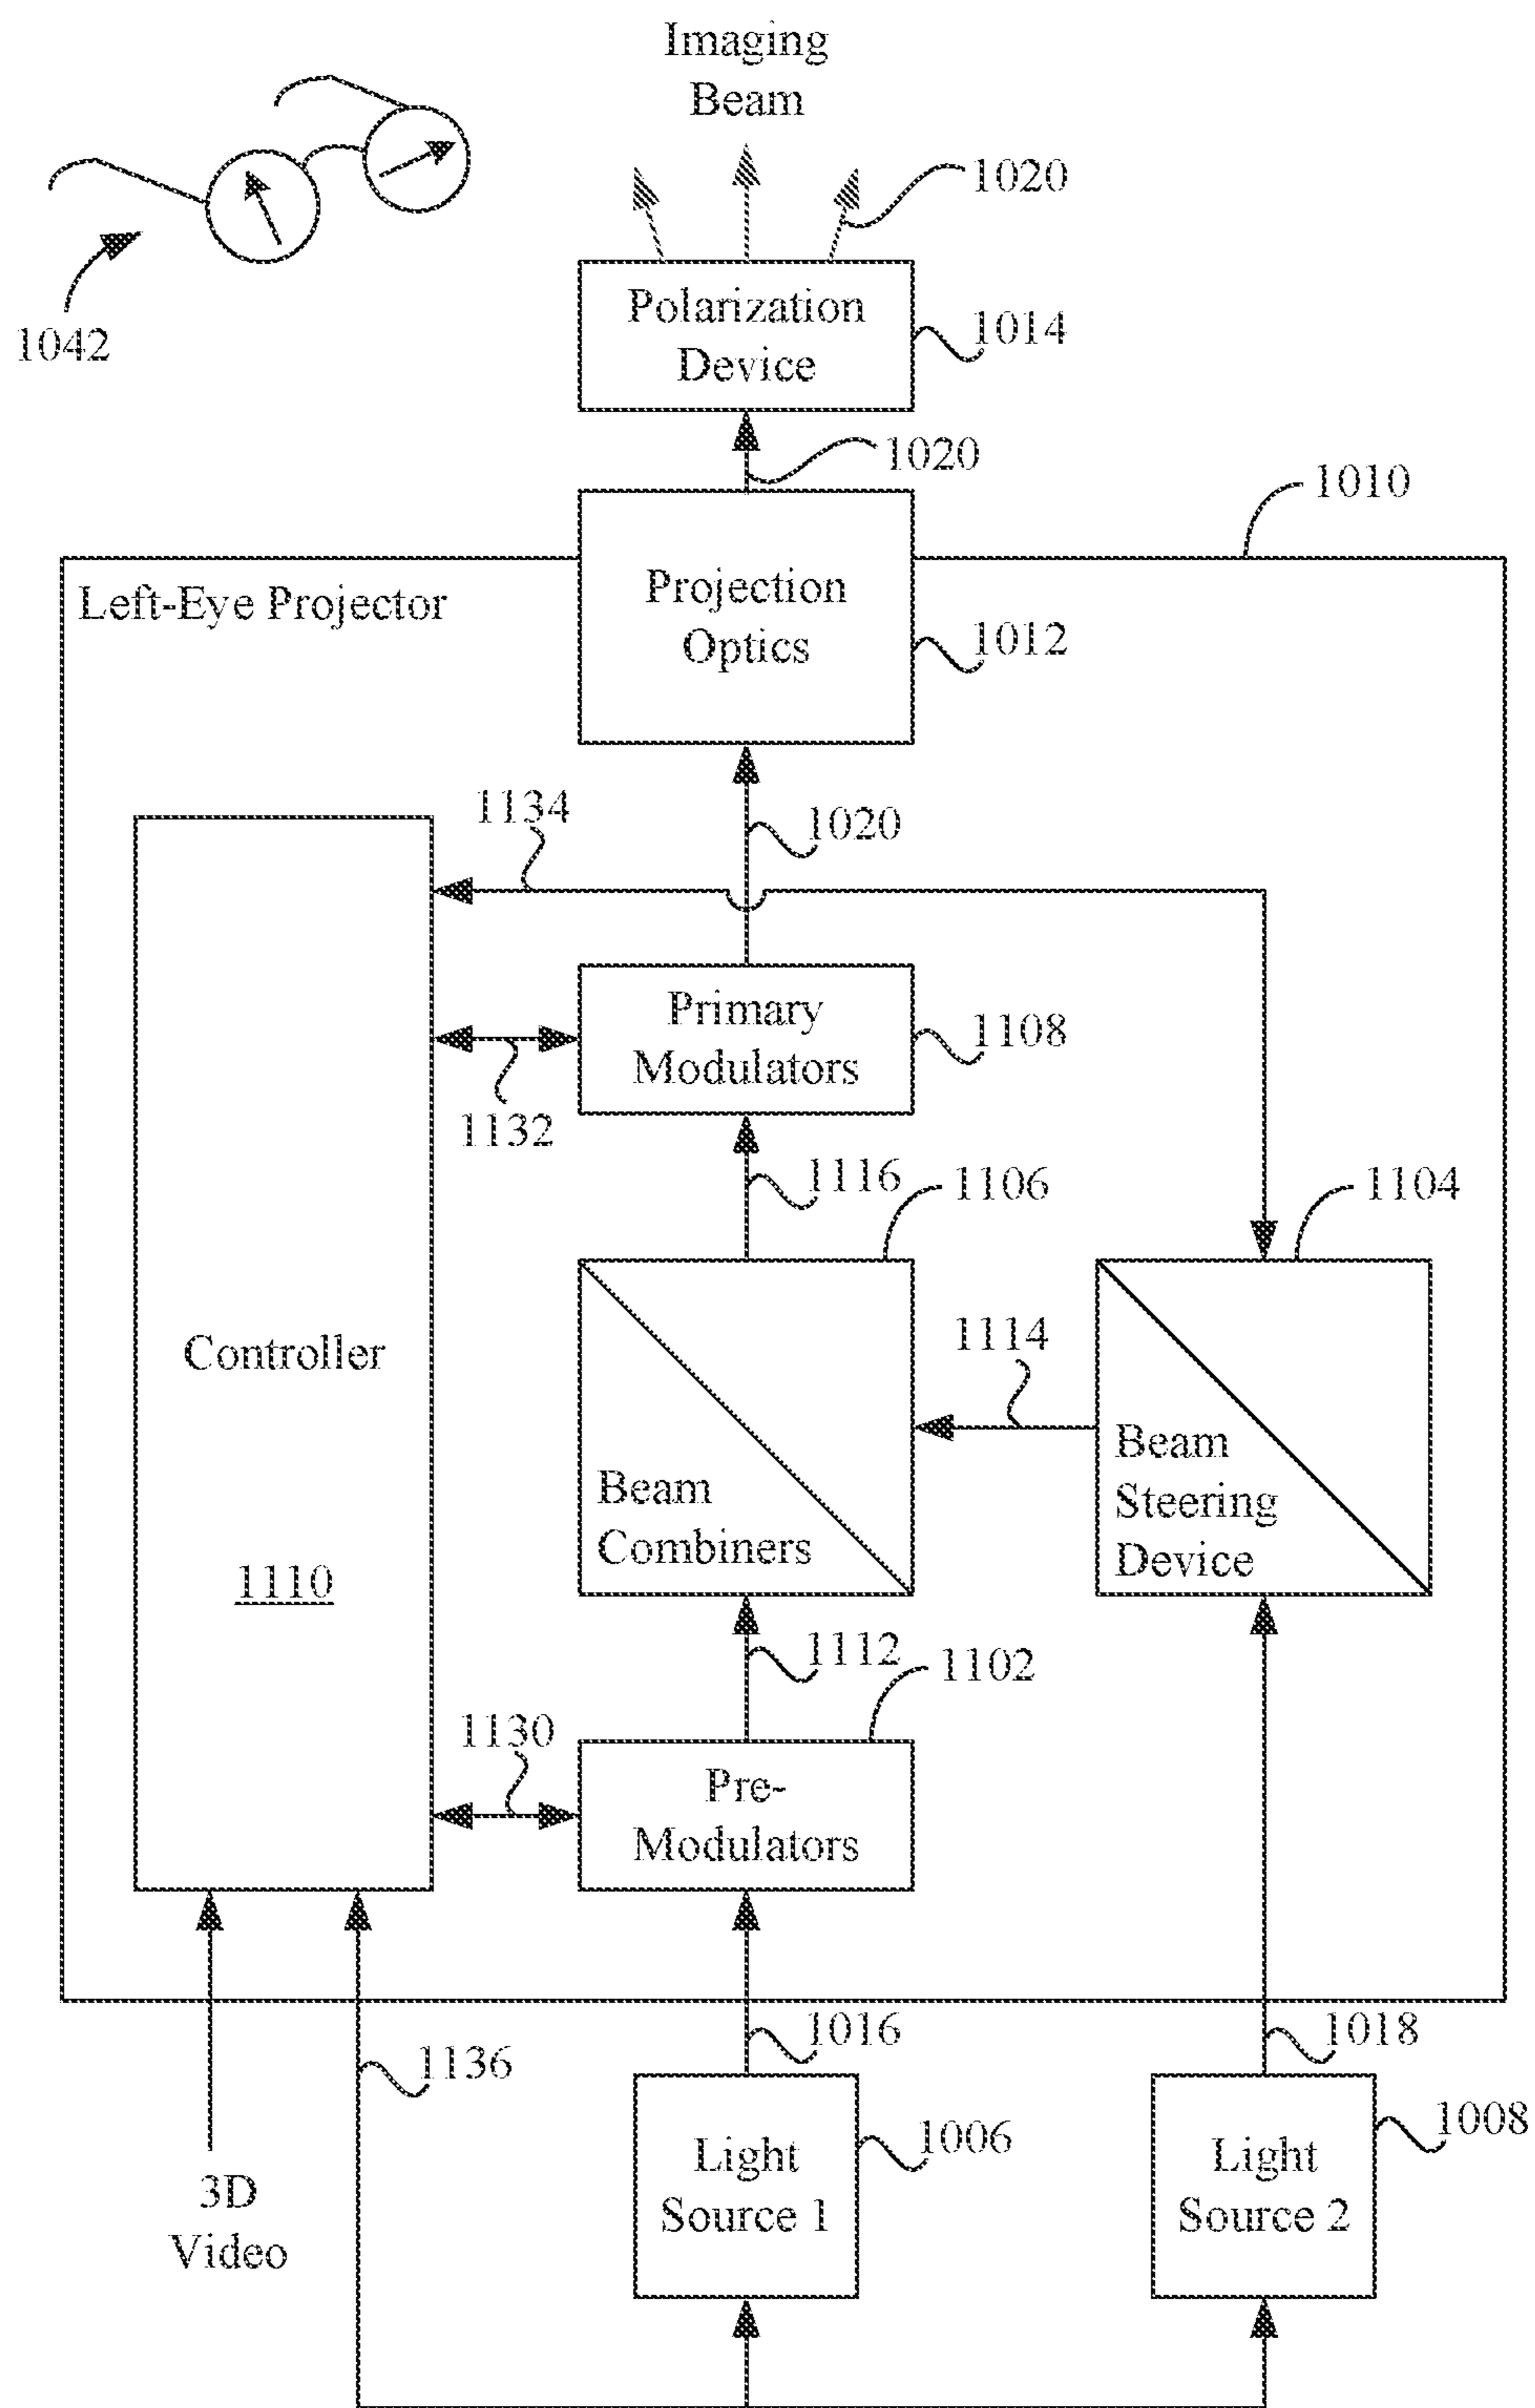 Imaging
Beam
1020
1042
Polarization
Device
1014
1020
1010
Left-Eye Projector
Projection
Optics
1012
1134
1020
Primary
Modulators
1108
1132
1116
1106
1104
Controller
1110
1114
Beam
Combiners
Beam
Steering
Device
1112
1102
1130
Pre-
Modulators
1016
1018
1136
3D
Video
Light
Source 1
1006
Light
Source 2
1008